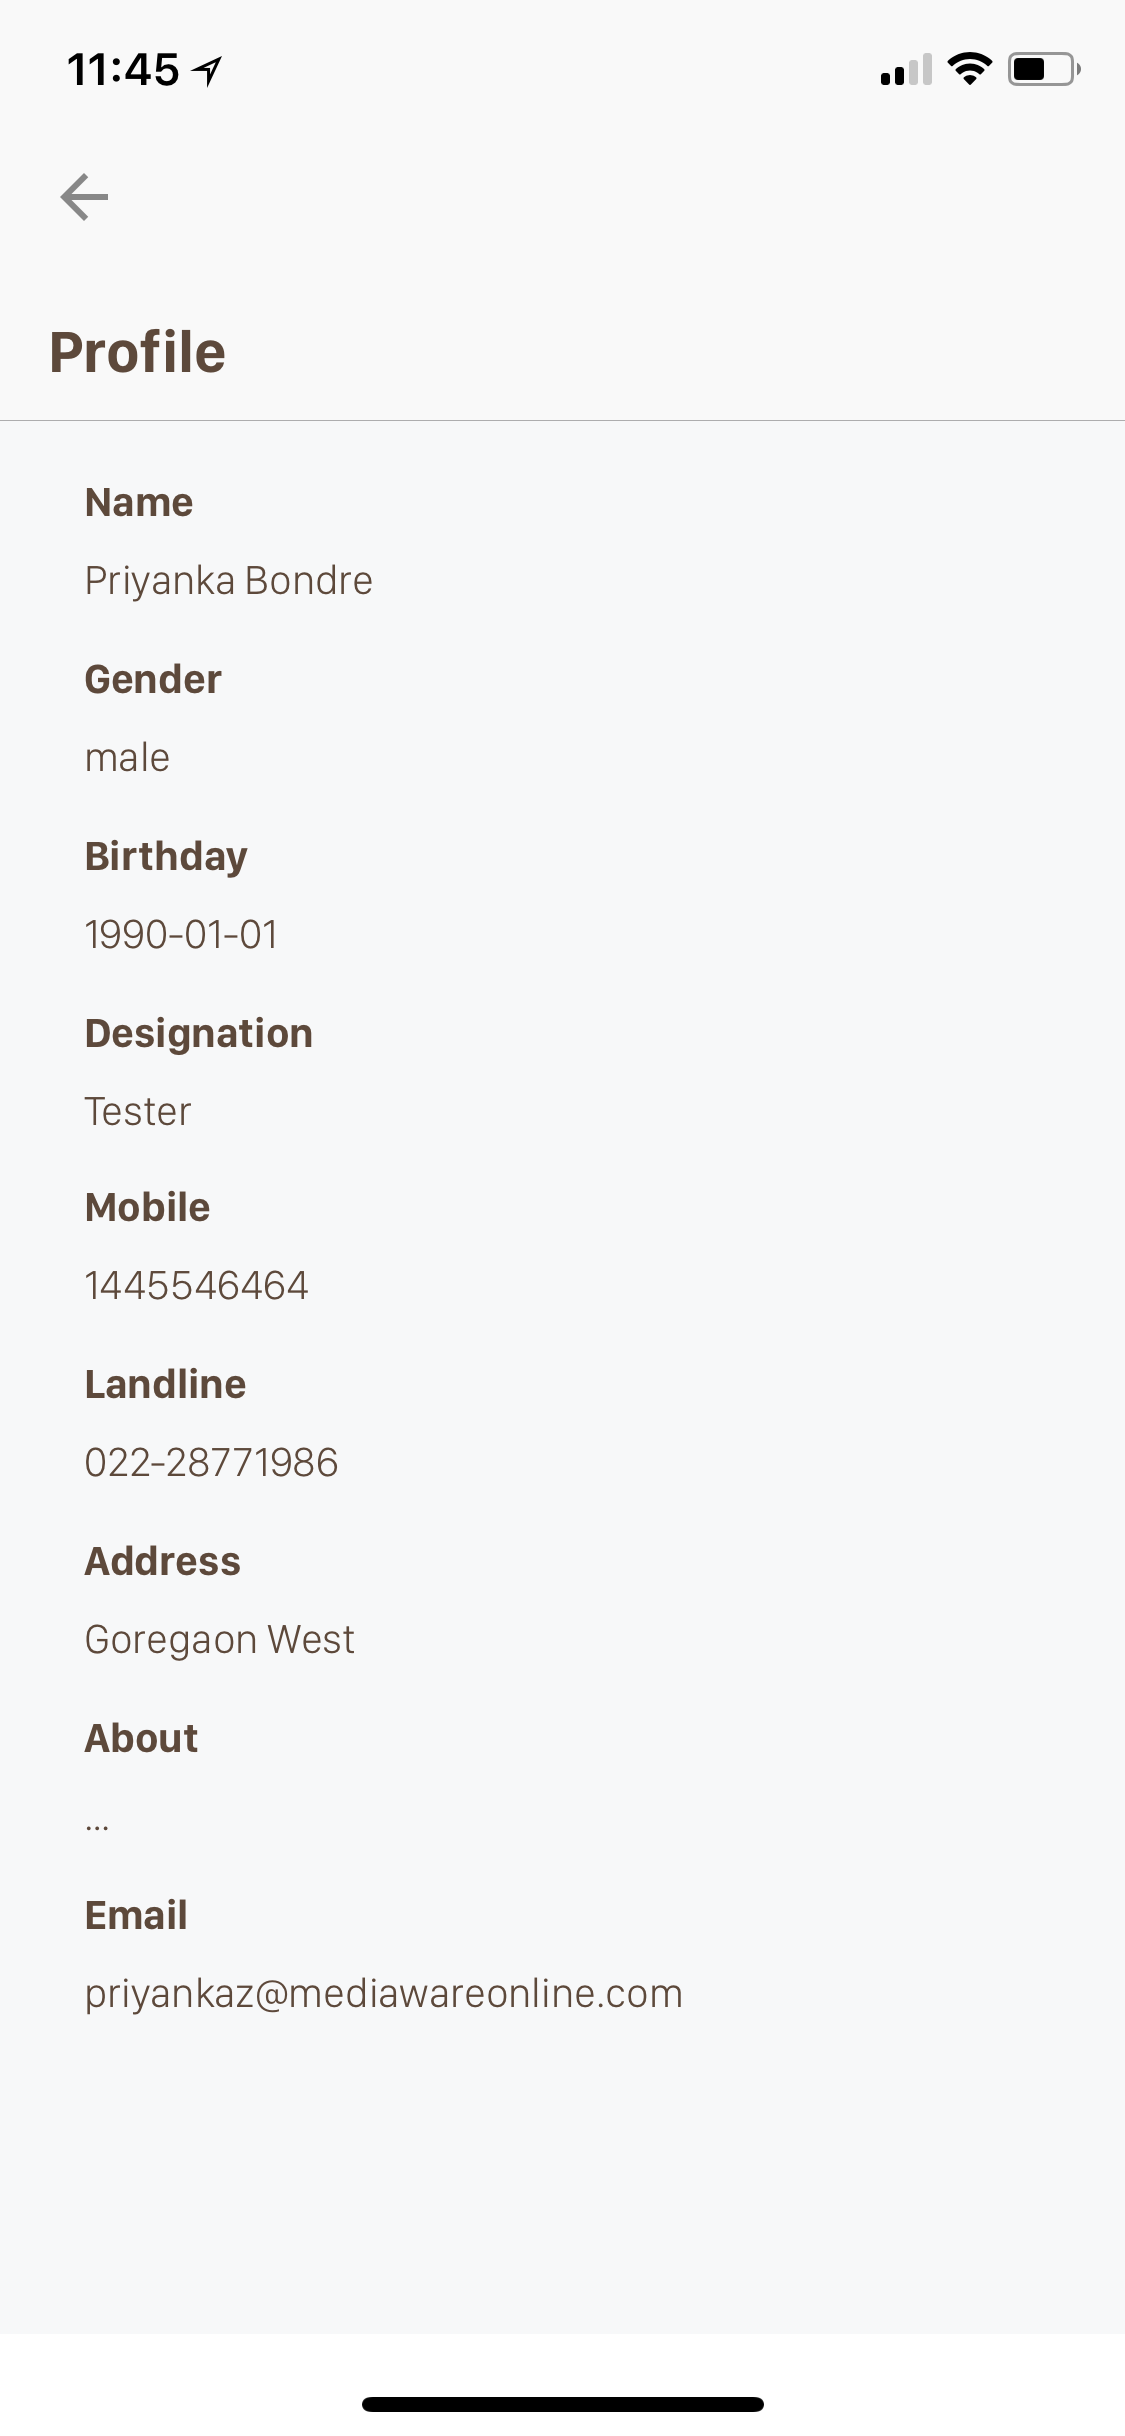 11:45
Profile
Name
Priyanka Bondre
Gender
male
Birthday
1990-01-01
Designation
Tester
Mobile
1445546464
Landline
022-28771986
Address
Goregaon West
About
...
Email
priyankaz@mediawareonline.com